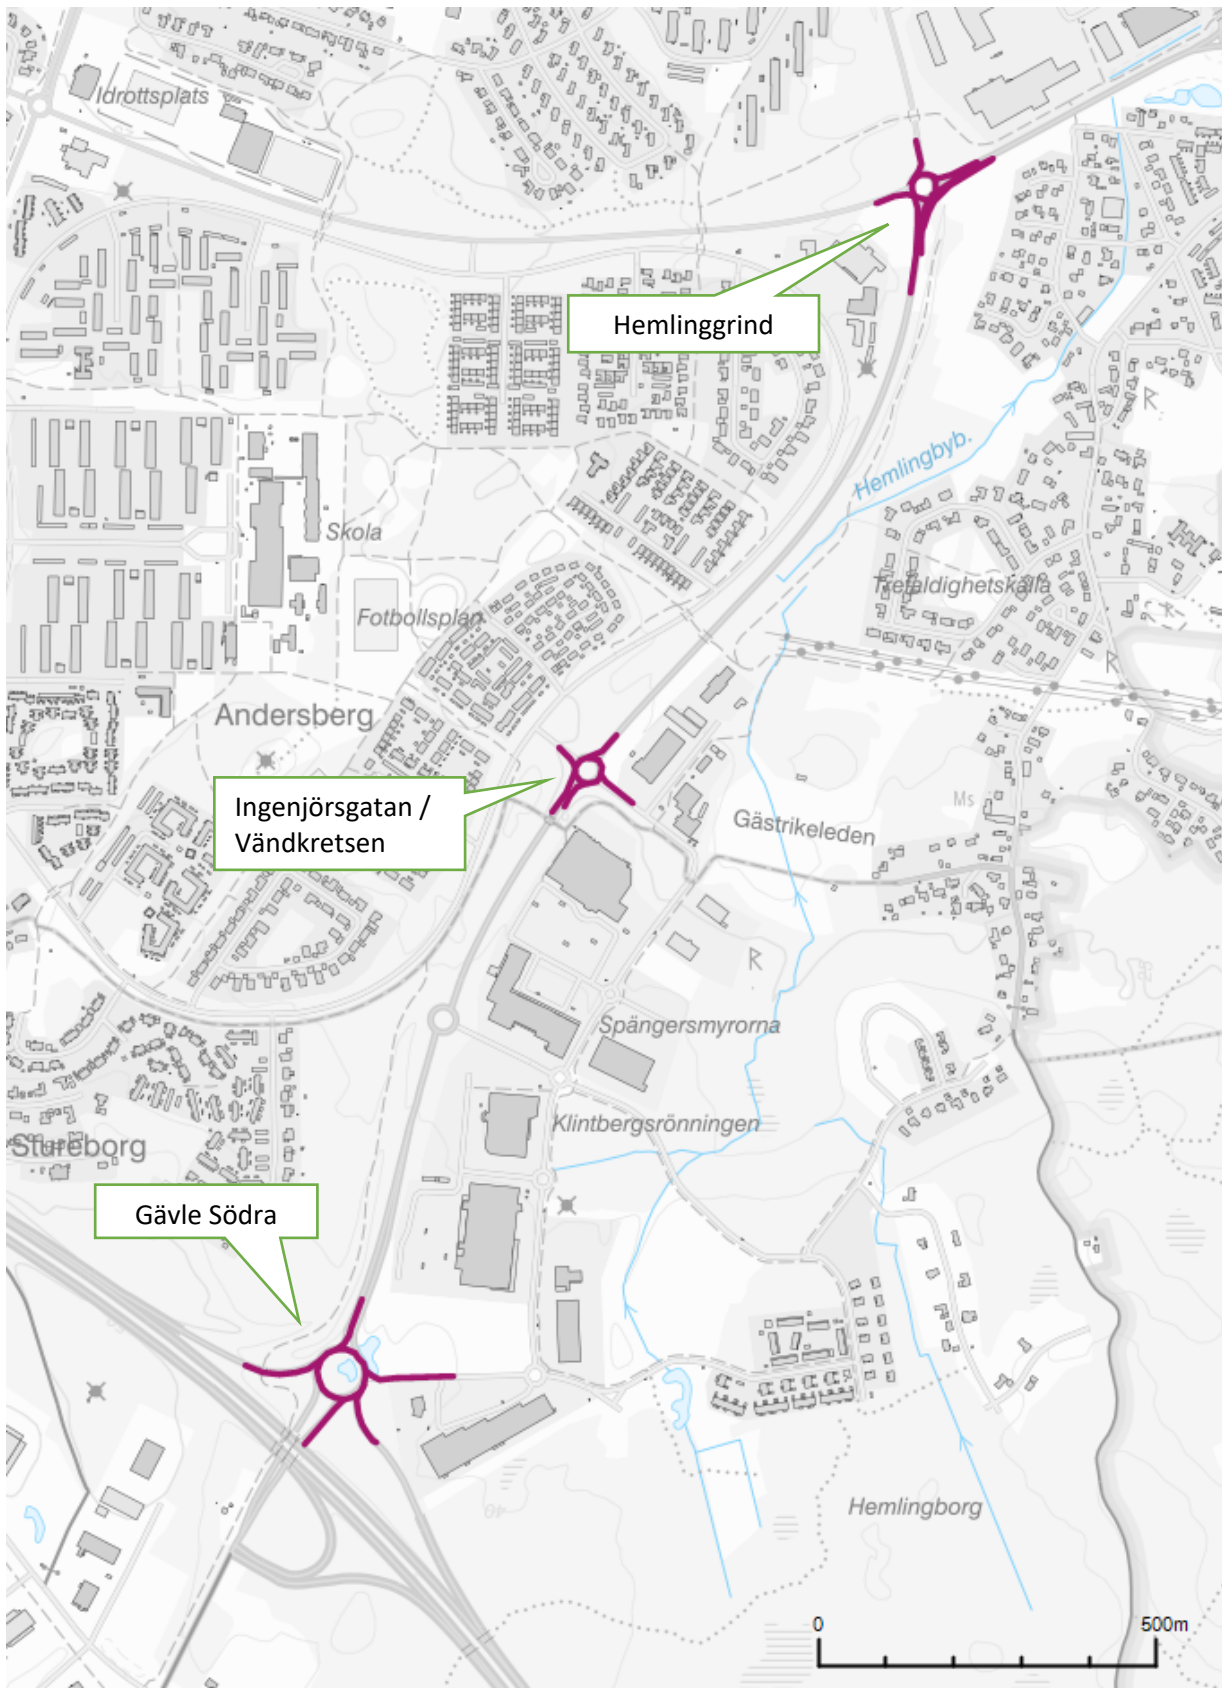 Idrottsplats
Hemlinggrind
R
Hemlingbyb.
Skola
Trefaldighetskälla
Fotbollsplan
R
R
Andersberg
Ingenjörsgatan /
Vändkretsen
Ms
Gästrikeleden
R
Spängersmyrorna
Klintbergsrönningen
Stureborg
Gävle Södra
40
Hemlingborg
0 500m